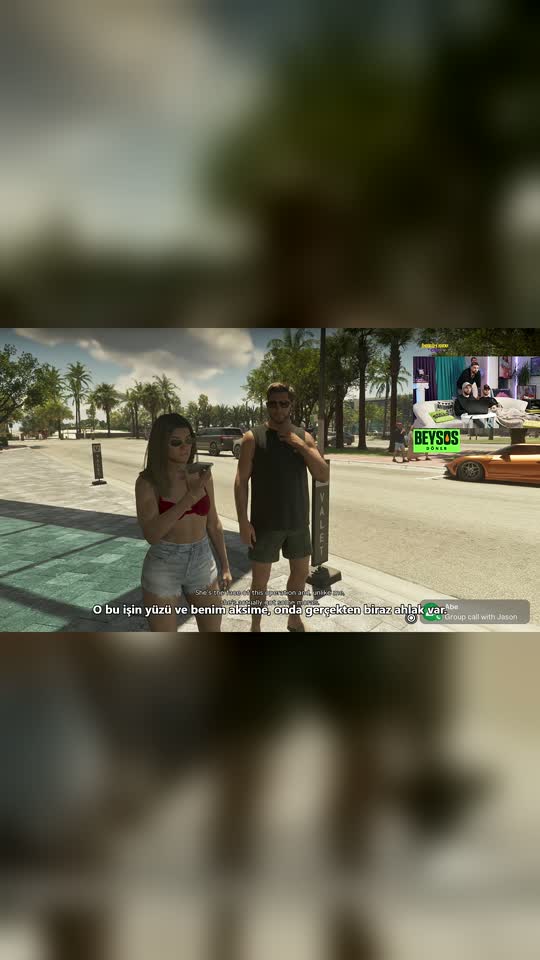 BEYSOS
DÖNER
VALET
She's the face of this operation and, unlike me,
O bu işin yüzü ve benim aksime, onda gerçekten biraz ahlak var.
Abe
Group call with Jason